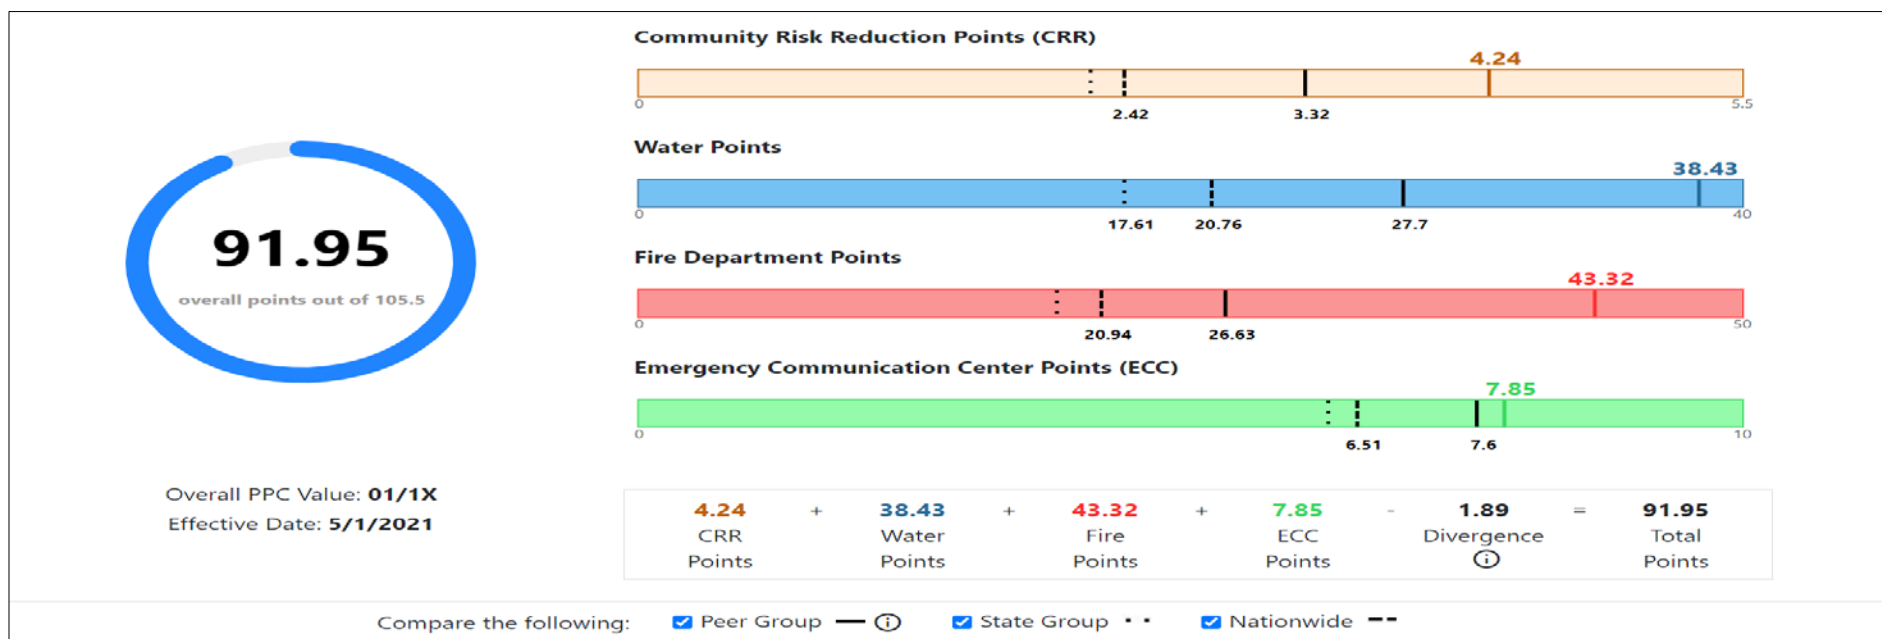 91.95
overall points out of 105.5
Overall PPC Value: 01/1X
Effective Date: 5/1/2021
Community Risk Reduction Points (CRR)
4.24
0 5.5
2.42 3.32
Water Points
38.43
0 40
17.61 20.76 27.7
Fire Department Points
43.32
0 50
20.94 26.63
Emergency Communication Center Points (ECC)
7.85
0 10
6.51 7.6
4.24 + 38.43 + 43.32 + 7.85 - 1.89 = 91.95
CRR Water Fire ECC Divergence Total
Points Points Points Points Points
Compare the following: Peer Group State Group Nationwide